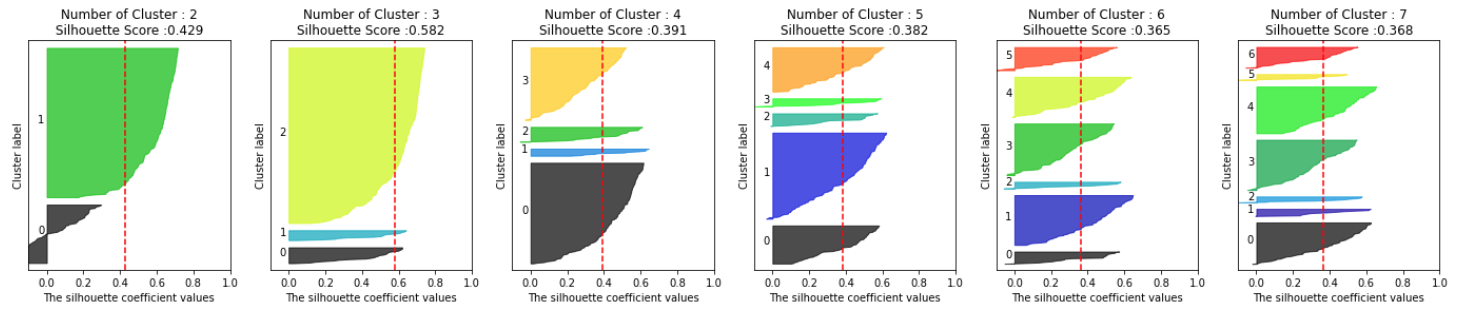 Number of Cluster : 2
Silhouette Score :0.429
Cluster label
1
0
0.0 0.2 0.4 0.6 0.8 1.0
The silhouette coefficient values
Number of Cluster : 3
Silhouette Score :0.582
Cluster label
2
1
0
0.0 0.2 0.4 0.6 0.8 1.0
The silhouette coefficient values
Number of Cluster : 4
Silhouette Score :0.391
Cluster label
3
2
1
0
0.0 0.2 0.4 0.6 0.8 1.0
The silhouette coefficient values
Number of Cluster : 5
Silhouette Score :0.382
Cluster label
4
3
2
1
0
0.0 0.2 0.4 0.6 0.8 1.0
The silhouette coefficient values
Number of Cluster : 6
Silhouette Score :0.365
Cluster label
5
4
3
2
1
0
0.0 0.2 0.4 0.6 0.8 1.0
The silhouette coefficient values
Number of Cluster : 7
Silhouette Score :0.368
Cluster label
6
5
4
3
2
1
0
0.0 0.2 0.4 0.6 0.8 1.0
The silhouette coefficient values